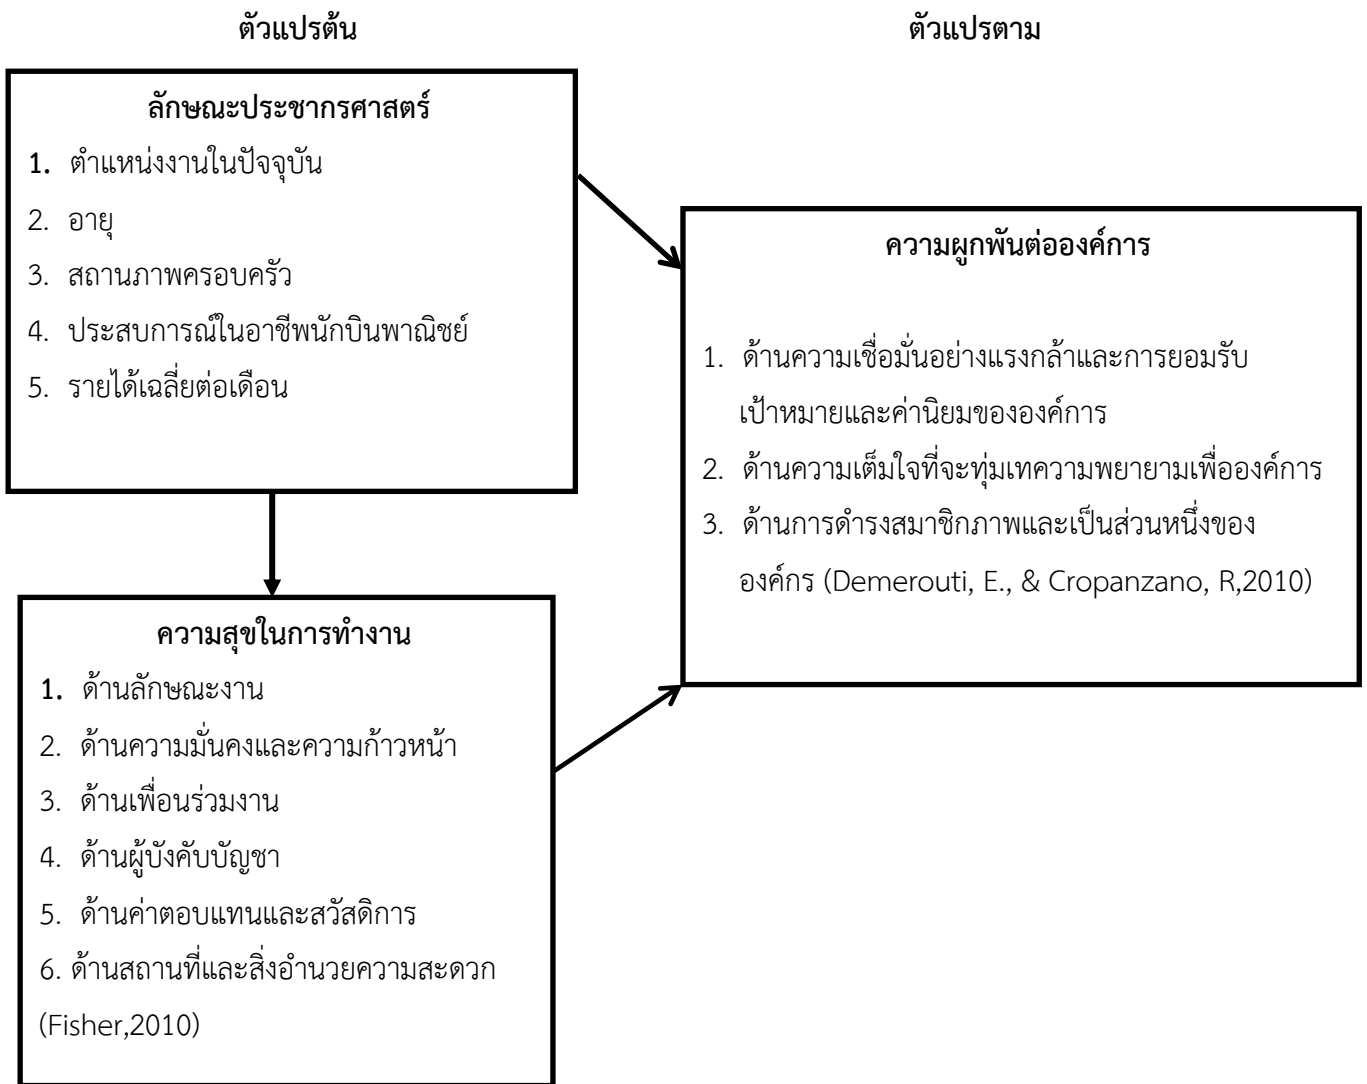 ตัวแปรต้น
ตัวแปรตาม
ลักษณะประชากรศาสตร์
1. ตำแหน่งงานในปัจจุบัน
2. อายุ
3. สถานภาพครอบครัว
4. ประสบการณ์ในอาชีพนักบินพาณิชย์
5. รายได้เฉลี่ยต่อเดือน
ความสุขในการทำงาน
1. ด้านลักษณะงาน
2. ด้านความมั่นคงและความก้าวหน้า
3. ด้านเพื่อนร่วมงาน
4. ด้านผู้บังคับบัญชา
5. ด้านค่าตอบแทนและสวัสดิการ
6. ด้านสถานที่และสิ่งอำนวยความสะดวก
(Fisher,2010)
ความผูกพันต่อองค์การ
1. ด้านความเชื่อมั่นอย่างแรงกล้าและการยอมรับ
เป้าหมายและค่านิยมขององค์การ
2. ด้านความเต็มใจที่จะทุ่มเทความพยายามเพื่อองค์การ
3. ด้านการดำรงสมาชิกภาพและเป็นส่วนหนึ่งของ
องค์กร (Demerouti, E., & Cropanzano, R,2010)